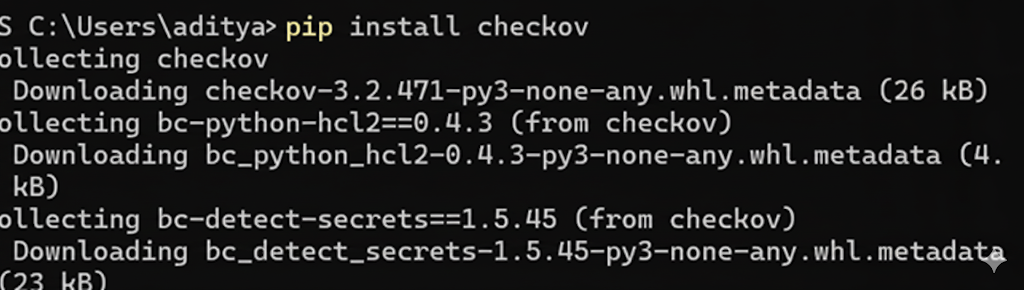 S C:\Users\aditya> pip install checkov
ollecting checkov
Downloading checkov-3.2.471-py3-none-any.whl.metadata (26 kB)
ollecting bc-python-hcl2==0.4.3 (from checkov)
Downloading bc_python_hcl2-0.4.3-py3-none-any.whl.metadata (4.
kB)
ollecting bc-detect-secrets==1.5.45 (from checkov)
Downloading bc_detect_secrets-1.5.45-py3-none-any.whl.metadata
(23 kB)